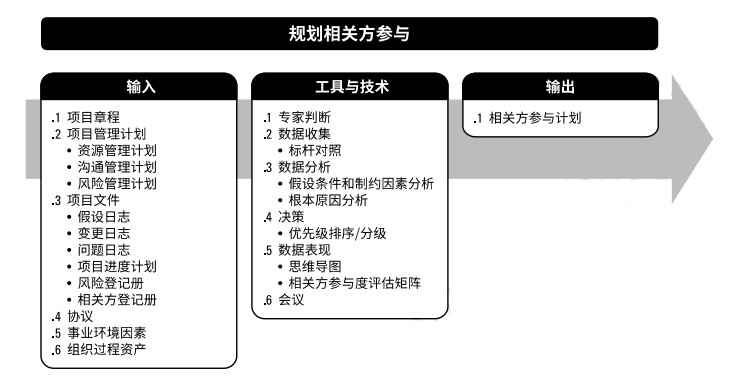 规划相关方参与
输入
.1 项目章程
.2 项目管理计划
• 资源管理计划
• 沟通管理计划
• 风险管理计划
.3 项目文件
• 假设日志
• 变更日志
• 问题日志
• 项目进度计划
• 风险登记册
• 相关方登记册
.4 协议
.5 事业环境因素
.6 组织过程资产
工具与技术
.1 专家判断
.2 数据收集
• 标杆对照
.3 数据分析
• 假设条件和制约因素分析
• 根本原因分析
.4 决策
• 优先级排序/分级
.5 数据表现
• 思维导图
• 相关方参与度评估矩阵
.6 会议
输出
.1 相关方参与计划